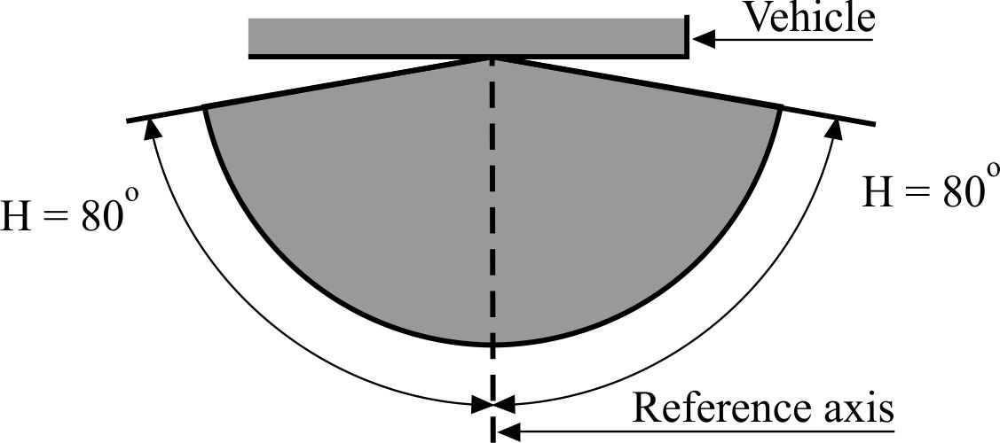 Vehicle
H = 80°
H = 80°
Reference axis